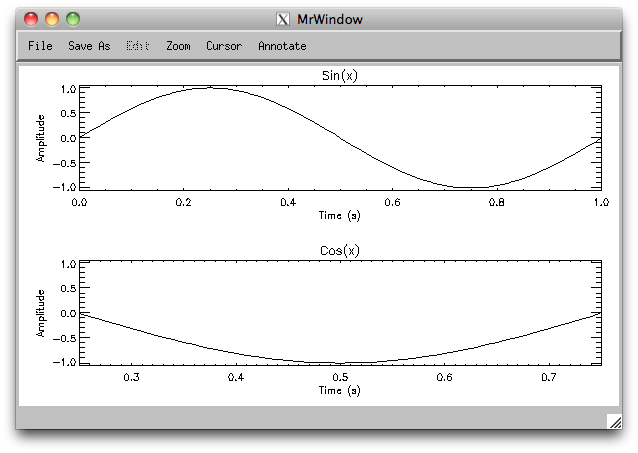 MrWindow
File Save As Edit Zoom Cursor Annotate
Sin(x)
1.0
0.5
0.0
-0.5
-1.0
Amplitude
0.0 0.2 0.4 0.6 0.8 1.0
Time (s)
Cos(x)
1.0
0.5
0.0
-0.5
-1.0
Amplitude
0.3 0.4 0.5 0.6 0.7
Time (s)